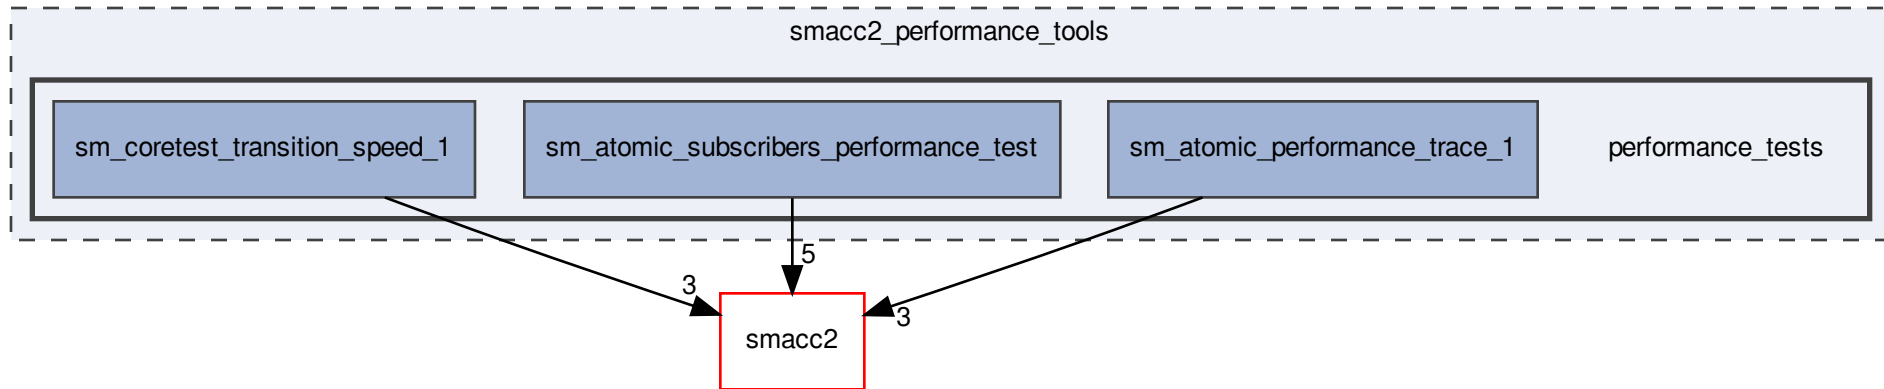 smacc2_performance_tools
sm_coretest_transition_speed_1
sm_atomic_subscribers_performance_test
sm_atomic_performance_trace_1
performance_tests
5
3
3
smacc2